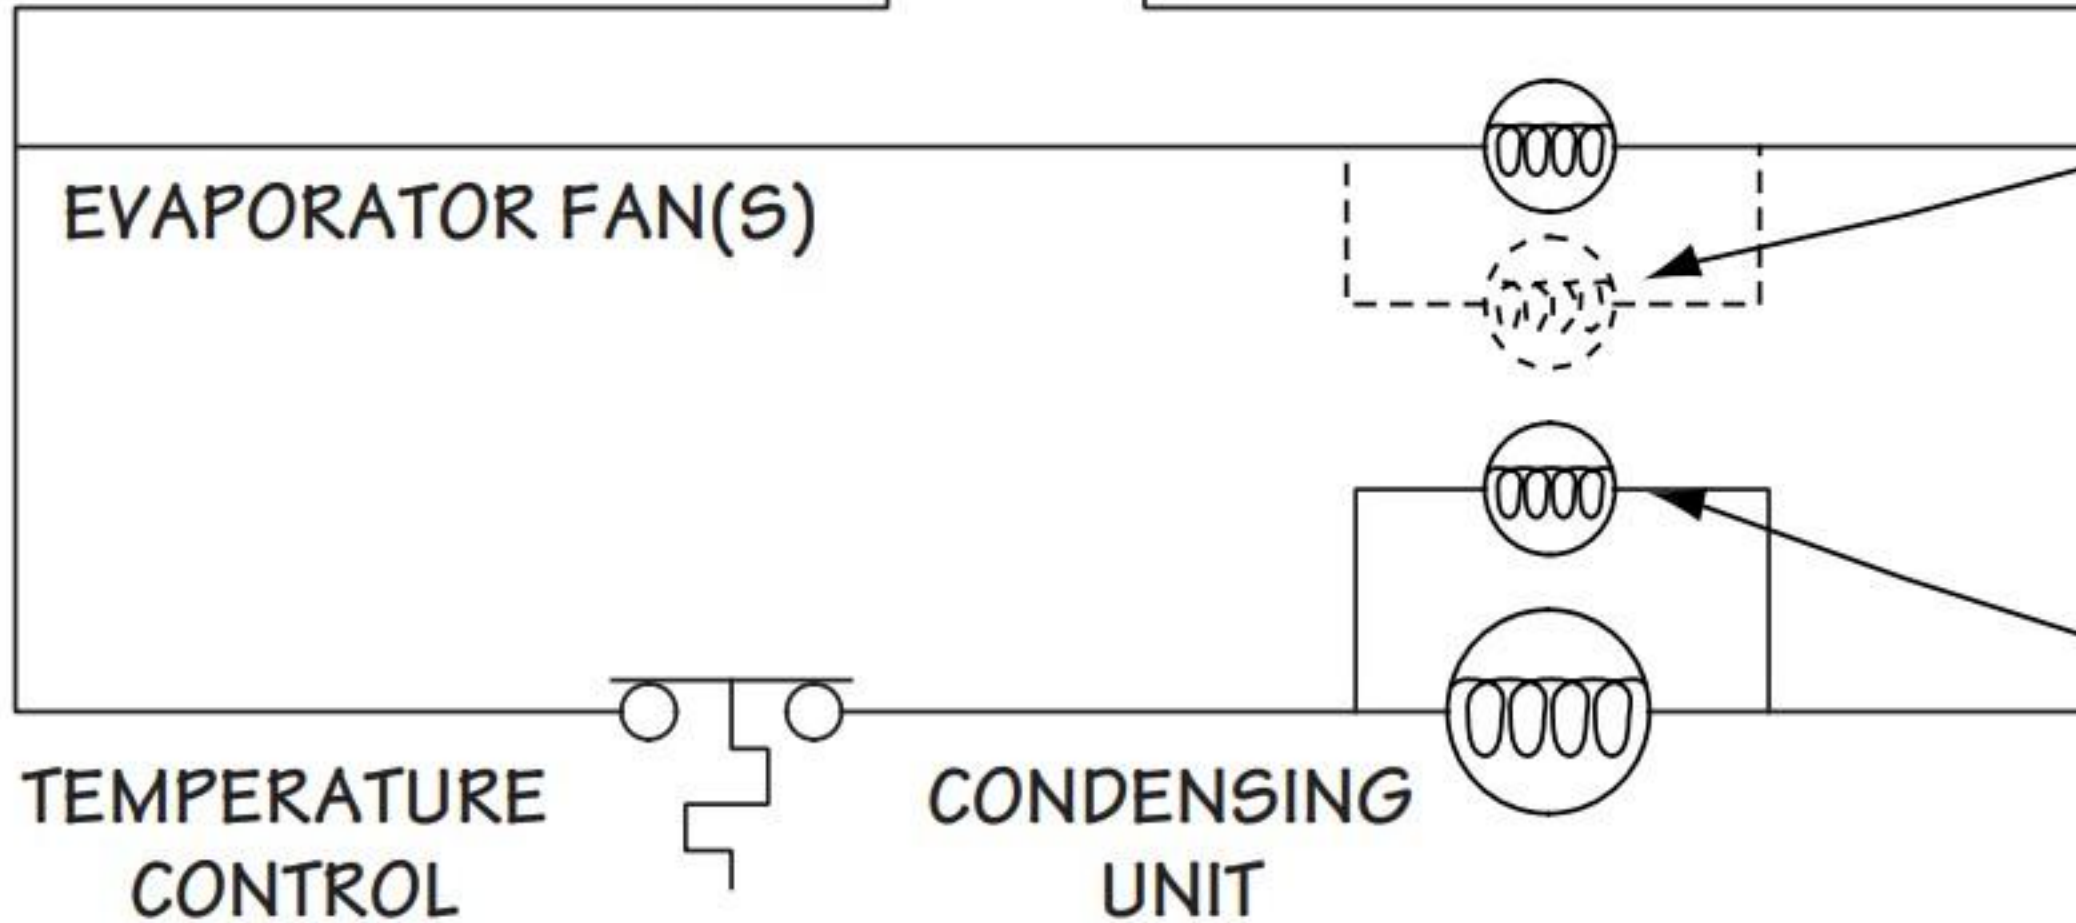 EVAPORATOR FAN(S)
TEMPERATURE
CONTROL
CONDENSING
UNIT